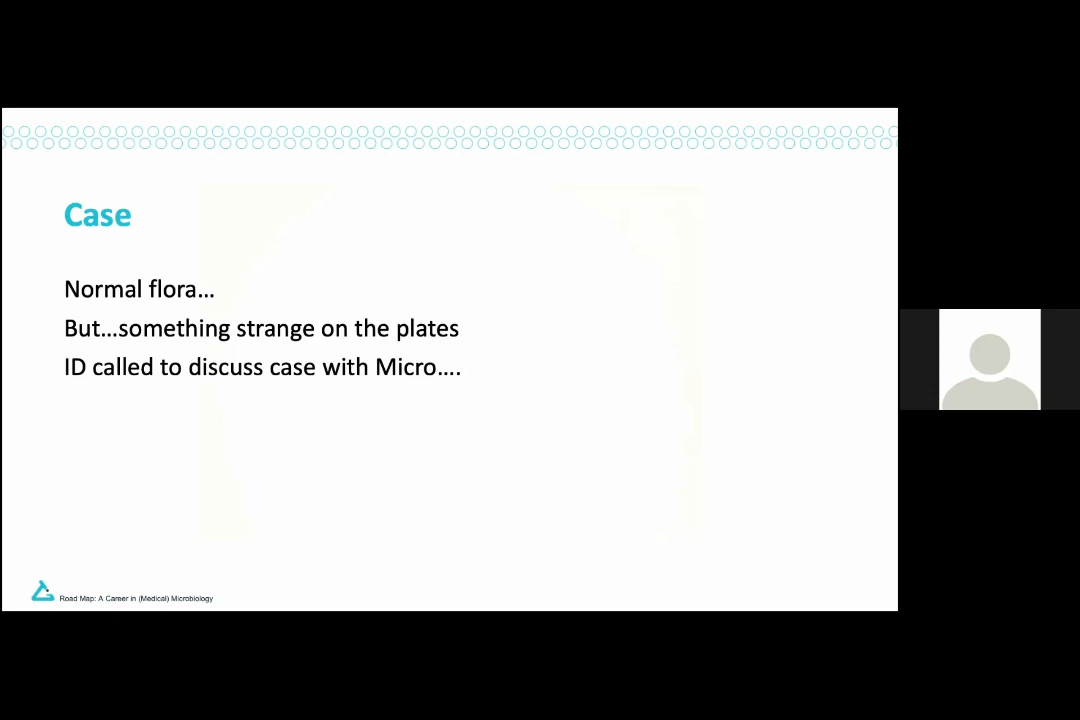 Case
Normal flora…
But…something strange on the plates
ID called to discuss case with Micro….
Road Map: A Career in (Medical) Microbiology